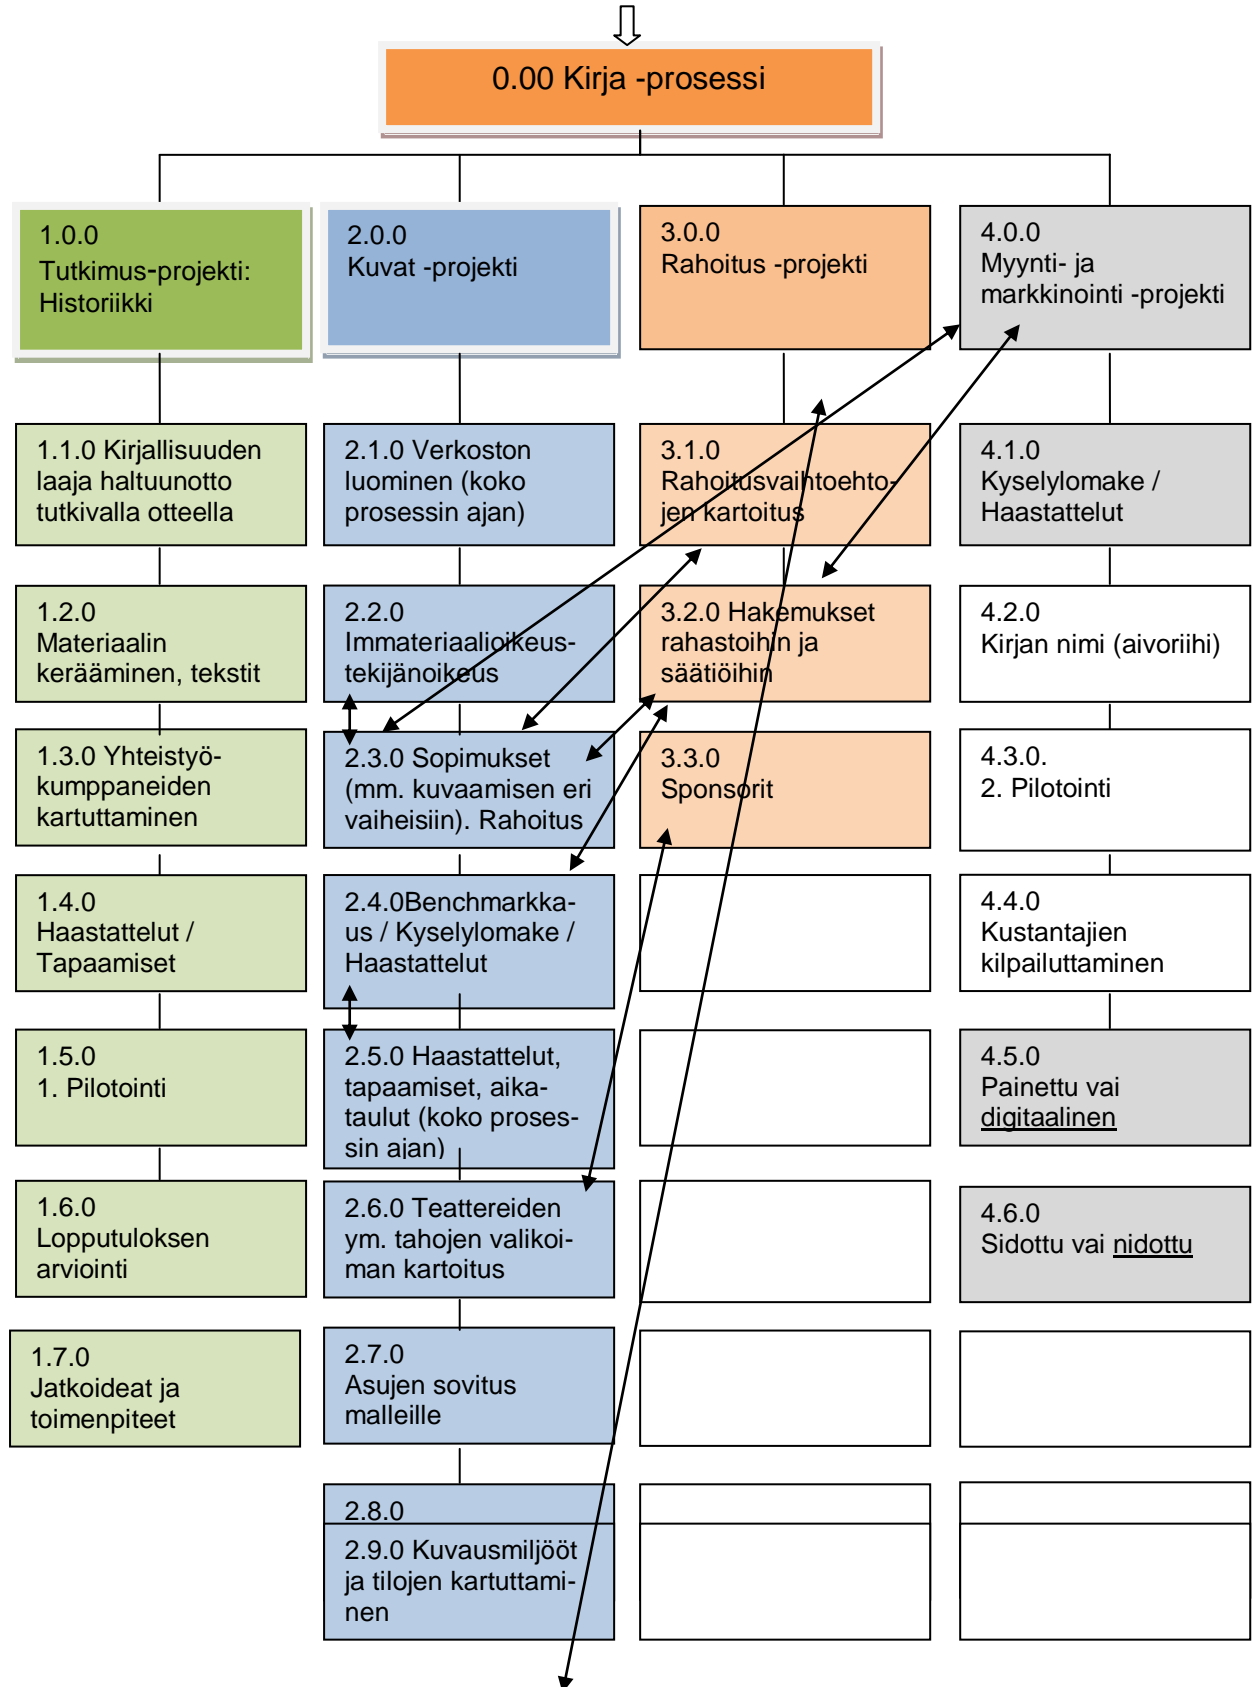 0.00 Kirja -prosessi
1.0.0
Tutkimus-projekti:
Historiikki
2.0.0
Kuvat -projekti
3.0.0
Rahoitus -projekti
4.0.0
Myynti- ja
markkinointi -projekti
1.1.0 Kirjallisuuden
laaja haltuunotto
tutkivalla otteella
2.1.0 Verkoston
luominen (koko
prosessin ajan)
3.1.0
Rahoitusvaihtoehto-
jen kartoitus
4.1.0
Kyselylomake /
Haastattelut
1.2.0
Materiaalin
kerääminen, tekstit
2.2.0
Immateriaalioikeus-
tekijänoikeus
3.2.0 Hakemukset
rahastoihin ja
säätiöihin
4.2.0
Kirjan nimi (aivoriihi)
1.3.0 Yhteistyö-
kumppaneiden
kartuttaminen
2.3.0 Sopimukset
(mm. kuvaamisen eri
vaiheisiin). Rahoitus
3.3.0
Sponsorit
4.3.0.
2. Pilotointi
1.4.0
Haastattelut /
Tapaamiset
2.4.0Benchmarkka-
us / Kyselylomake /
Haastattelut
4.4.0
Kustantajien
kilpailuttaminen
1.5.0
1. Pilotointi
2.5.0 Haastattelut,
tapaamiset, aika-
taulut (koko proses-
sin ajan)
4.5.0
Painettu vai
digitaalinen
1.6.0
Lopputuloksen
arviointi
2.6.0 Teattereiden
ym. tahojen valikoi-
man kartoitus
4.6.0
Sidottu vai nidottu
1.7.0
Jatkoideat ja
toimenpiteet
2.7.0
Asujen sovitus
malleille
2.8.0
2.9.0 Kuvausmiljööt
ja tilojen kartuttami-
nen